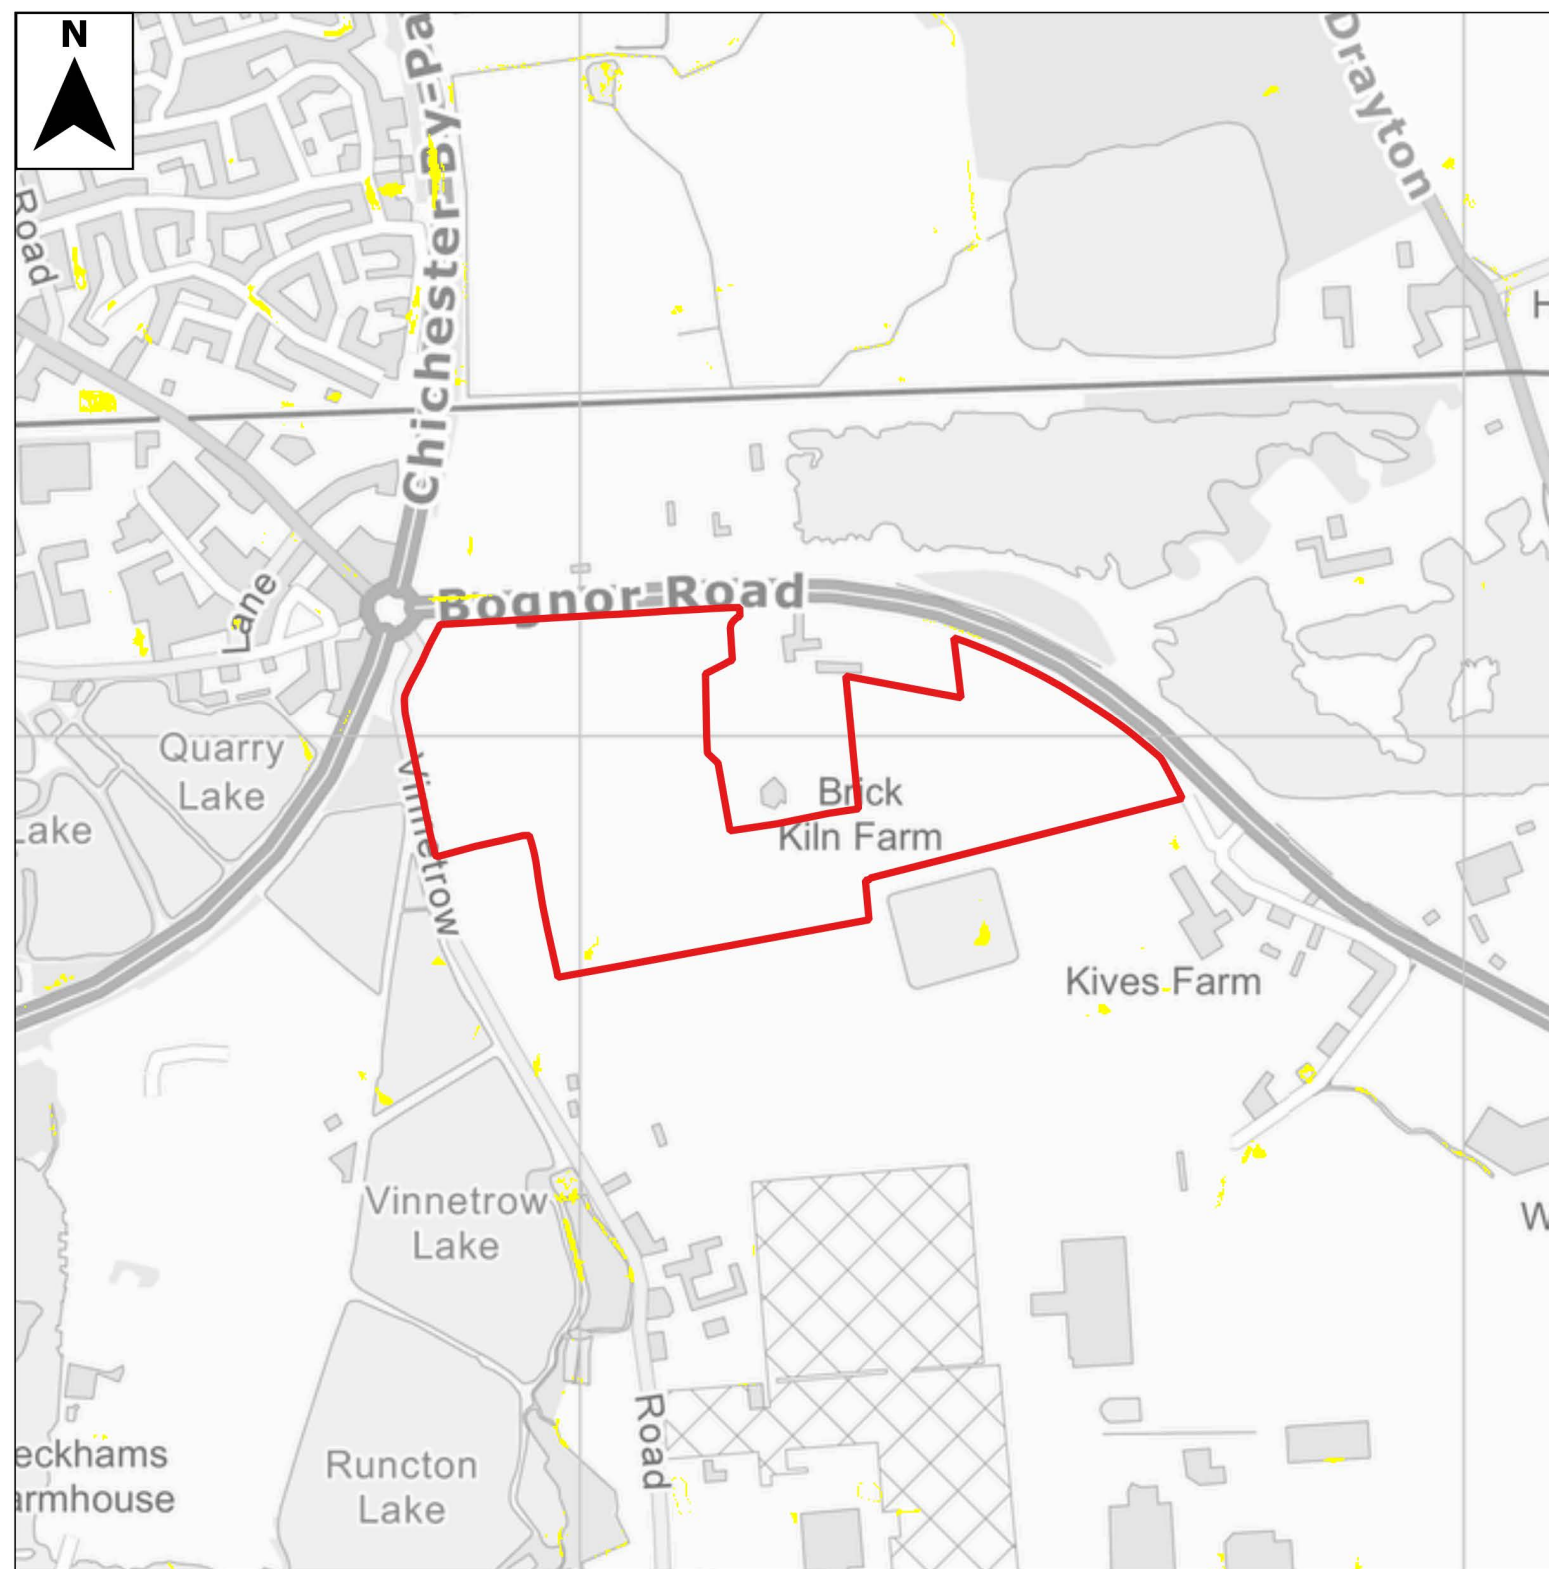 N
Chichester-By-Pa
Drayton
Road
H
Lane
Bognor Road
Quarry
Lake
Lake
Vinnetrow
Brick
Kiln Farm
Kives Farm
Vinnetrow
Lake
W
Road
eckhams
armhouse
Runcton
Lake